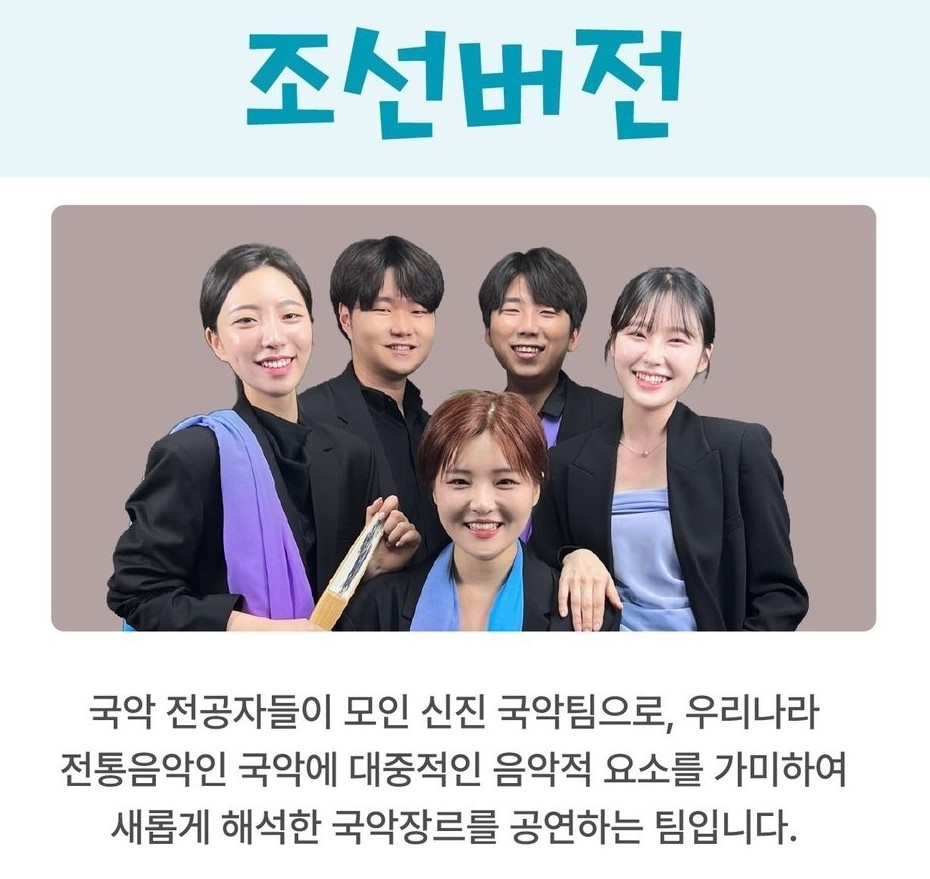 조선버전
국악 전공자들이 모인 신진 국악팀으로, 우리나라
전통음악인 국악에 대중적인 음악적 요소를 가미하여
새롭게 해석한 국악장르를 공연하는 팀입니다.